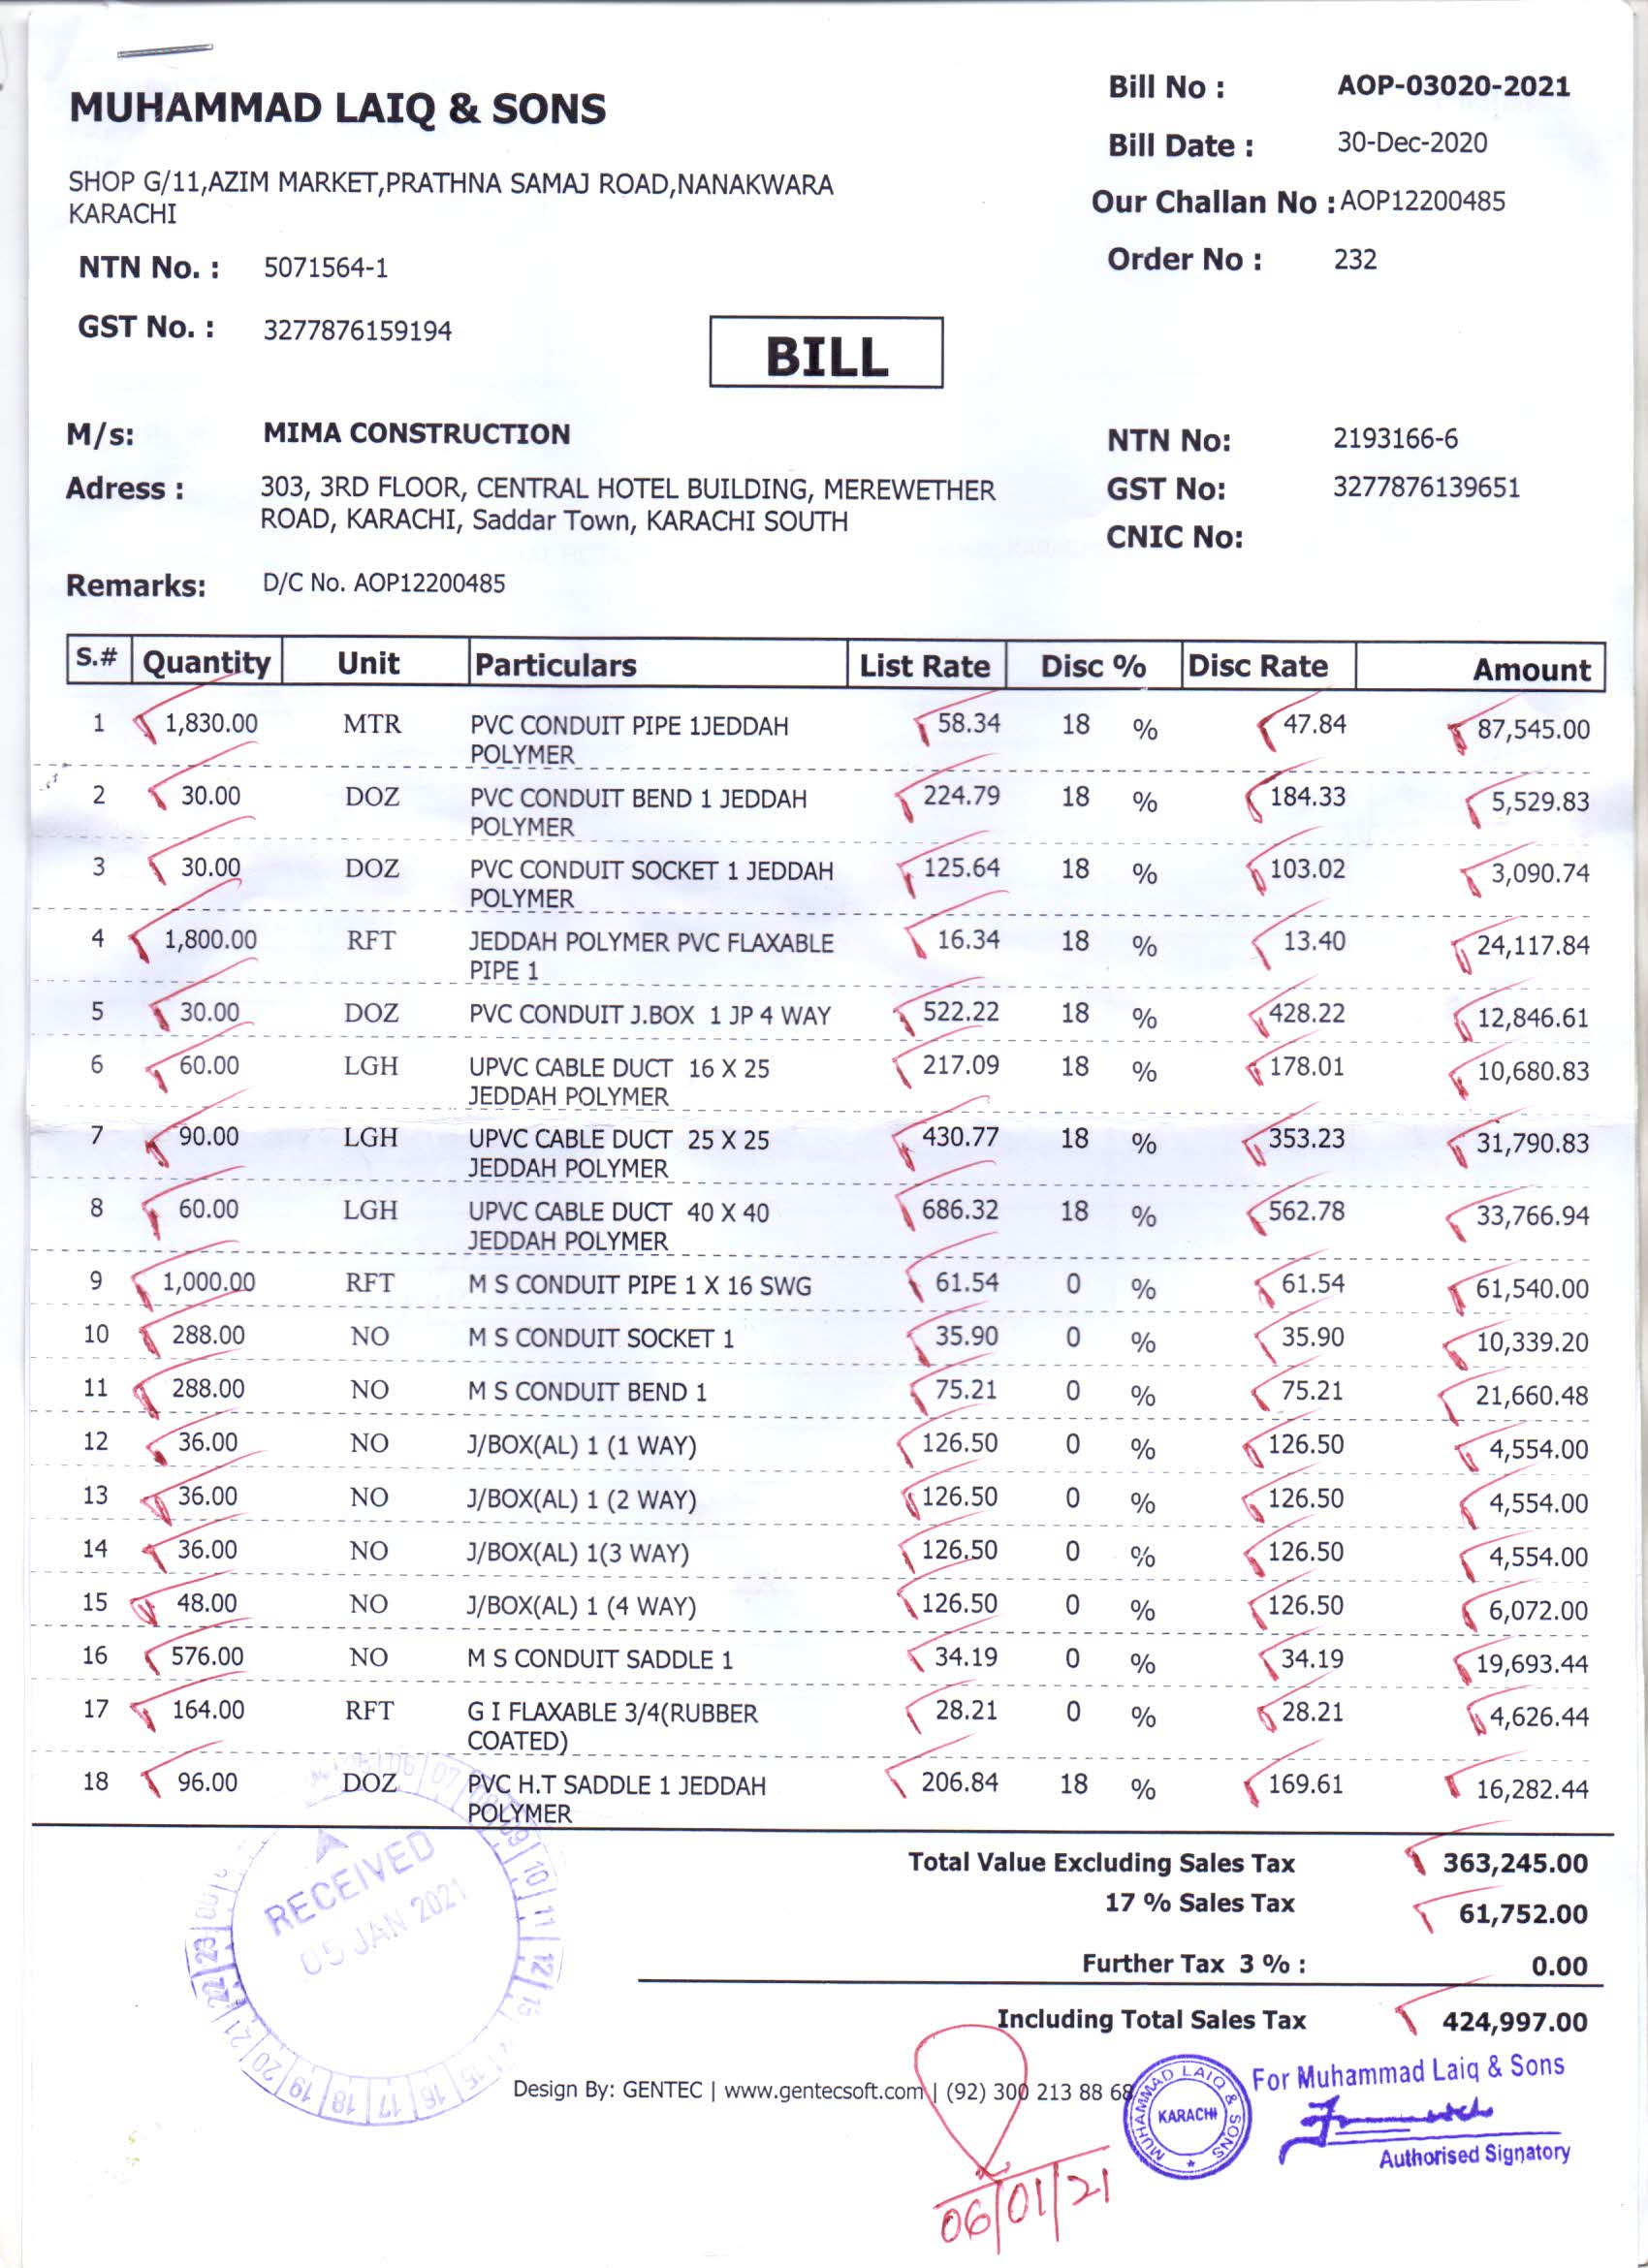 MUHAMMAD LAIQ & SONS
SHOP G/11,AZIM MARKET,PRATHNA SAMAJ ROAD,NANAKWARA
KARACHI
NTN No. : 5071564-1
GST No. : 3277876159194
Bill No : AOP-03020-2021
Bill Date : 30-Dec-2020
Our Challan No : AOP12200485
Order No : 232
BILL
M/s: MIMA CONSTRUCTION
Adress : 303, 3RD FLOOR, CENTRAL HOTEL BUILDING, MEREWETHER
ROAD, KARACHI, Saddar Town, KARACHI SOUTH
NTN No: 2193166-6
GST No: 3277876139651
CNIC No:
Remarks: D/C No. AOP12200485
S.# Quantity Unit Particulars List Rate Disc % Disc Rate Amount
1 1,830.00 MTR PVC CONDUIT PIPE 1JEDDAH 58.34 18 % 47.84 87,545.00
POLYMER
2 30.00 DOZ PVC CONDUIT BEND 1 JEDDAH 224.79 18 % 184.33 5,529.83
POLYMER
3 30.00 DOZ PVC CONDUIT SOCKET 1 JEDDAH 125.64 18 % 103.02 3,090.74
POLYMER
4 1,800.00 RFT JEDDAH POLYMER PVC FLAXABLE 16.34 18 % 13.40 24,117.84
PIPE 1
5 30.00 DOZ PVC CONDUIT J.BOX 1 JP 4 WAY 522.22 18 % 428.22 12,846.61
6 60.00 LGH UPVC CABLE DUCT 16 X 25 217.09 18 % 178.01 10,680.83
JEDDAH POLYMER
7 90.00 LGH UPVC CABLE DUCT 25 X 25 430.77 18 % 353.23 31,790.83
JEDDAH POLYMER
8 60.00 LGH UPVC CABLE DUCT 40 X 40 686.32 18 % 562.78 33,766.94
JEDDAH POLYMER
9 1,000.00 RFT M S CONDUIT PIPE 1 X 16 SWG 61.54 0 % 61.54 61,540.00
10 288.00 NO M S CONDUIT SOCKET 1 35.90 0 % 35.90 10,339.20
11 288.00 NO M S CONDUIT BEND 1 75.21 0 % 75.21 21,660.48
12 36.00 NO J/BOX(AL) 1 (1 WAY) 126.50 0 % 126.50 4,554.00
13 36.00 NO J/BOX(AL) 1 (2 WAY) 126.50 0 % 126.50 4,554.00
14 36.00 NO J/BOX(AL) 1(3 WAY) 126.50 0 % 126.50 4,554.00
15 48.00 NO J/BOX(AL) 1 (4 WAY) 126.50 0 % 126.50 6,072.00
16 576.00 NO M S CONDUIT SADDLE 1 34.19 0 % 34.19 19,693.44
17 164.00 RFT G I FLAXABLE 3/4(RUBBER 28.21 0 % 28.21 4,626.44
COATED)
18 96.00 DOZ PVC H.T SADDLE 1 JEDDAH 206.84 18 % 169.61 16,282.44
POLYMER
Total Value Excluding Sales Tax 363,245.00
17 % Sales Tax 61,752.00
Further Tax 3 % : 0.00
Including Total Sales Tax 424,997.00
RECEIVED
05 JAN 2021
06 07 08 09 10 11 12 16 17 18 19 20 21 22 23
Design By: GENTEC | www.gentecsoft.com | (92) 300 213 88 68
MUHAMMAD LAIQ & SONS
KARACHI
For Muhammad Laiq & Sons
Authorised Signatory
06/01/21